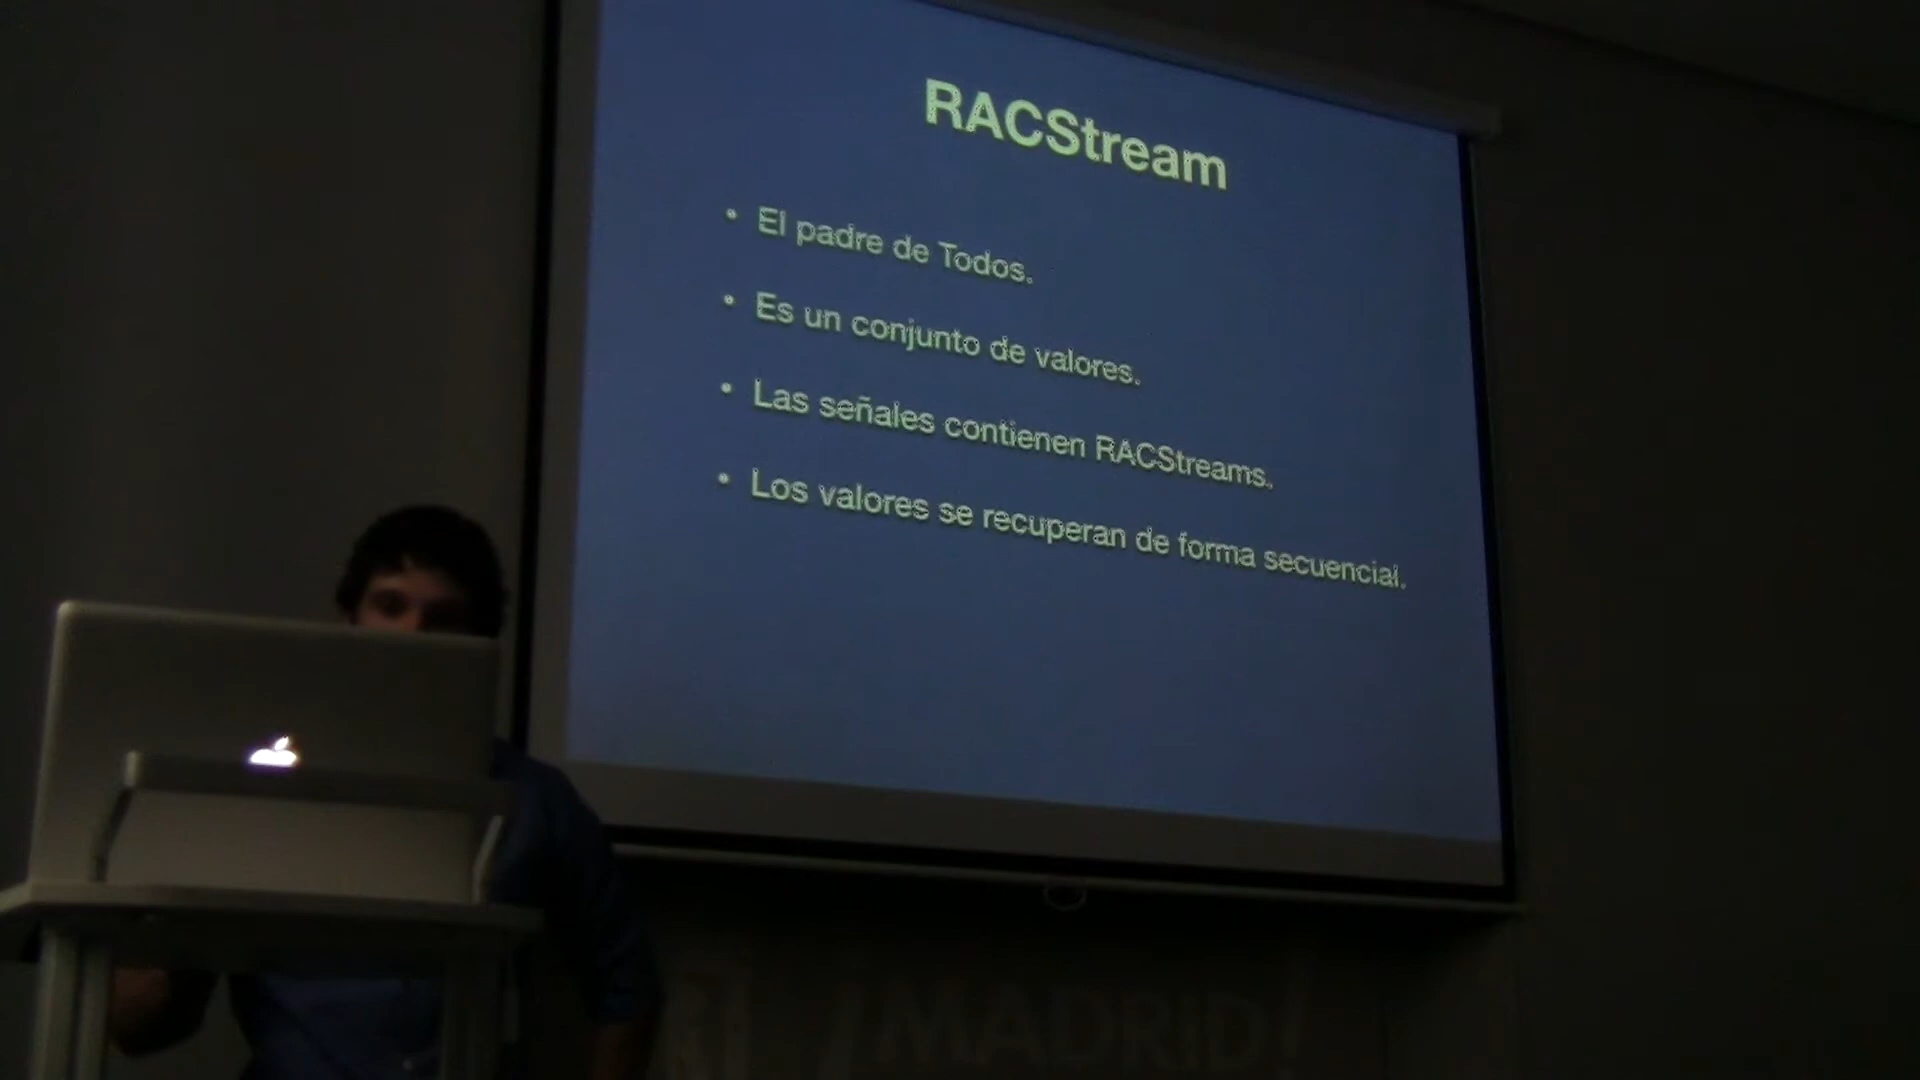 RACStream
• El padre de Todos.
• Es un conjunto de valores.
• Las señales contienen RACStreams.
• Los valores se recuperan de forma secuencial.
¡MADRID!